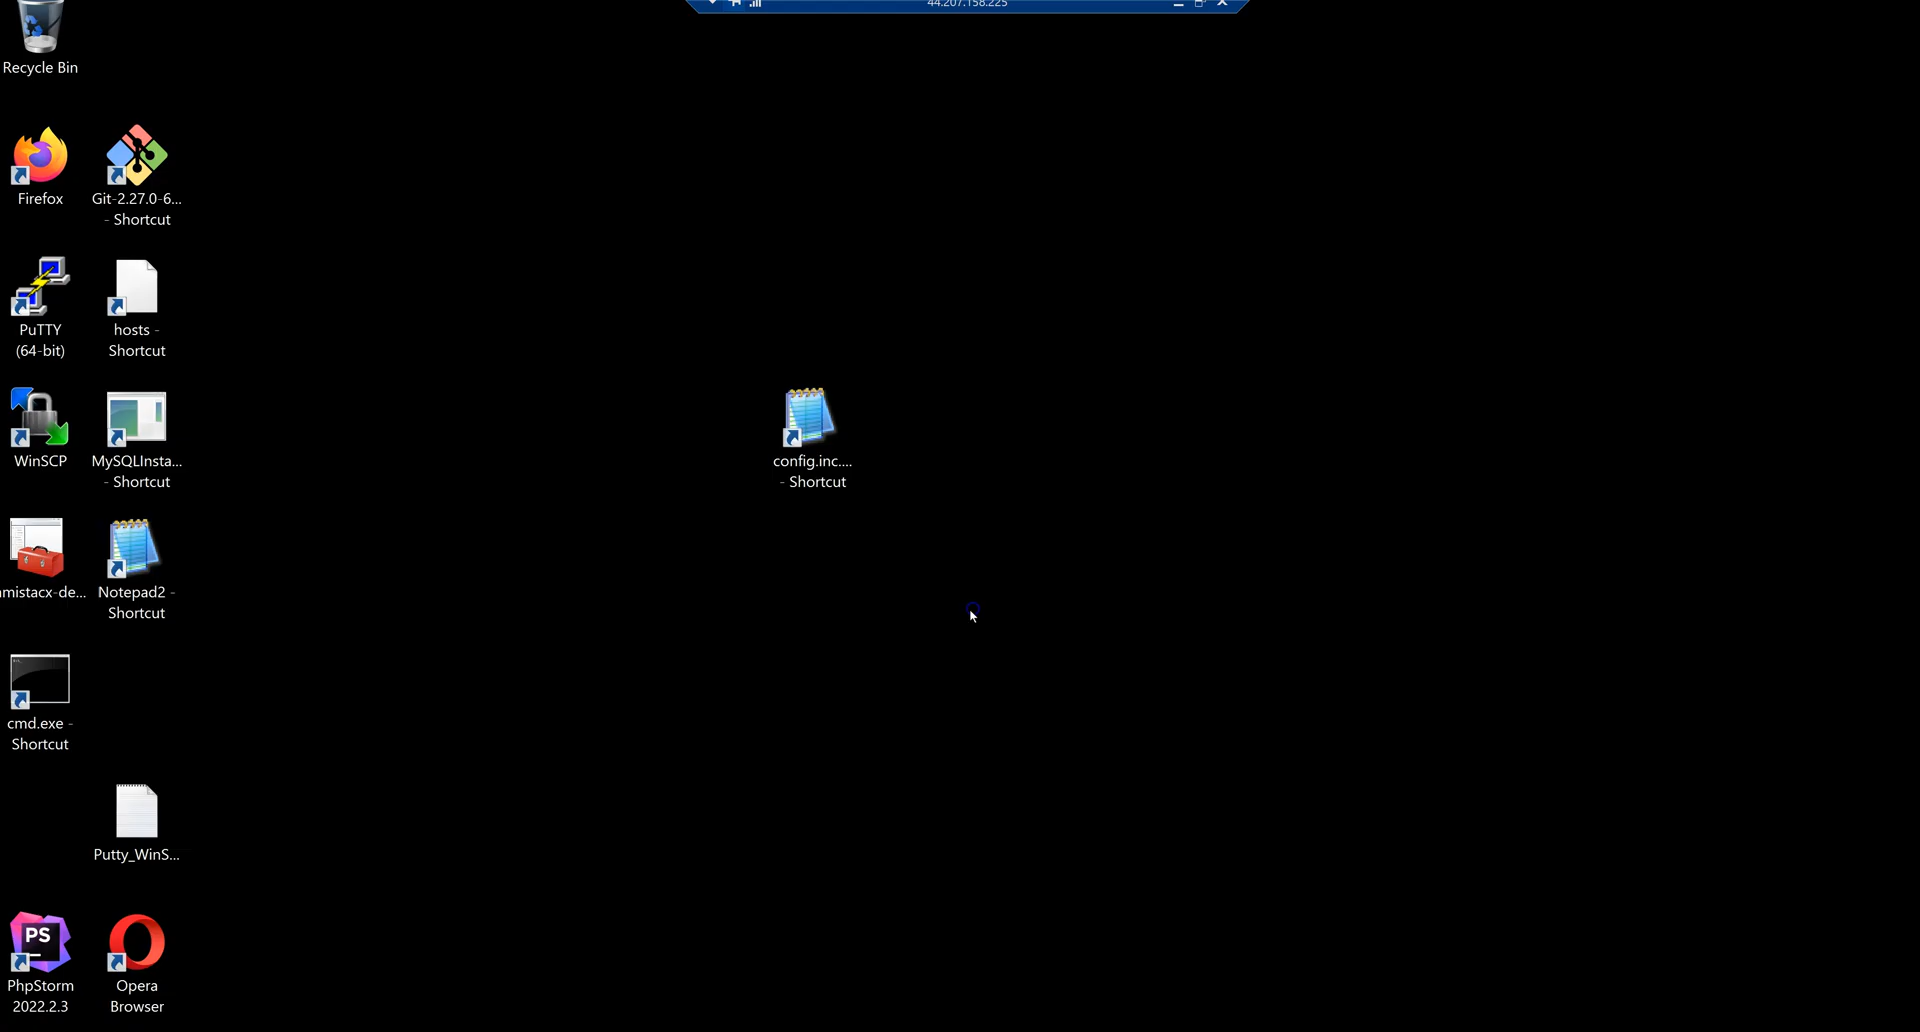 44.207.158.225
Recycle Bin
Firefox
Git-2.27.0-6...
- Shortcut
PuTTY
(64-bit)
hosts -
Shortcut
WinSCP
MySQLInsta...
- Shortcut
config.inc....
- Shortcut
mistacx-de...
Notepad2 -
Shortcut
cmd.exe -
Shortcut
Putty_WinS...
PS
PhpStorm
2022.2.3
Opera
Browser